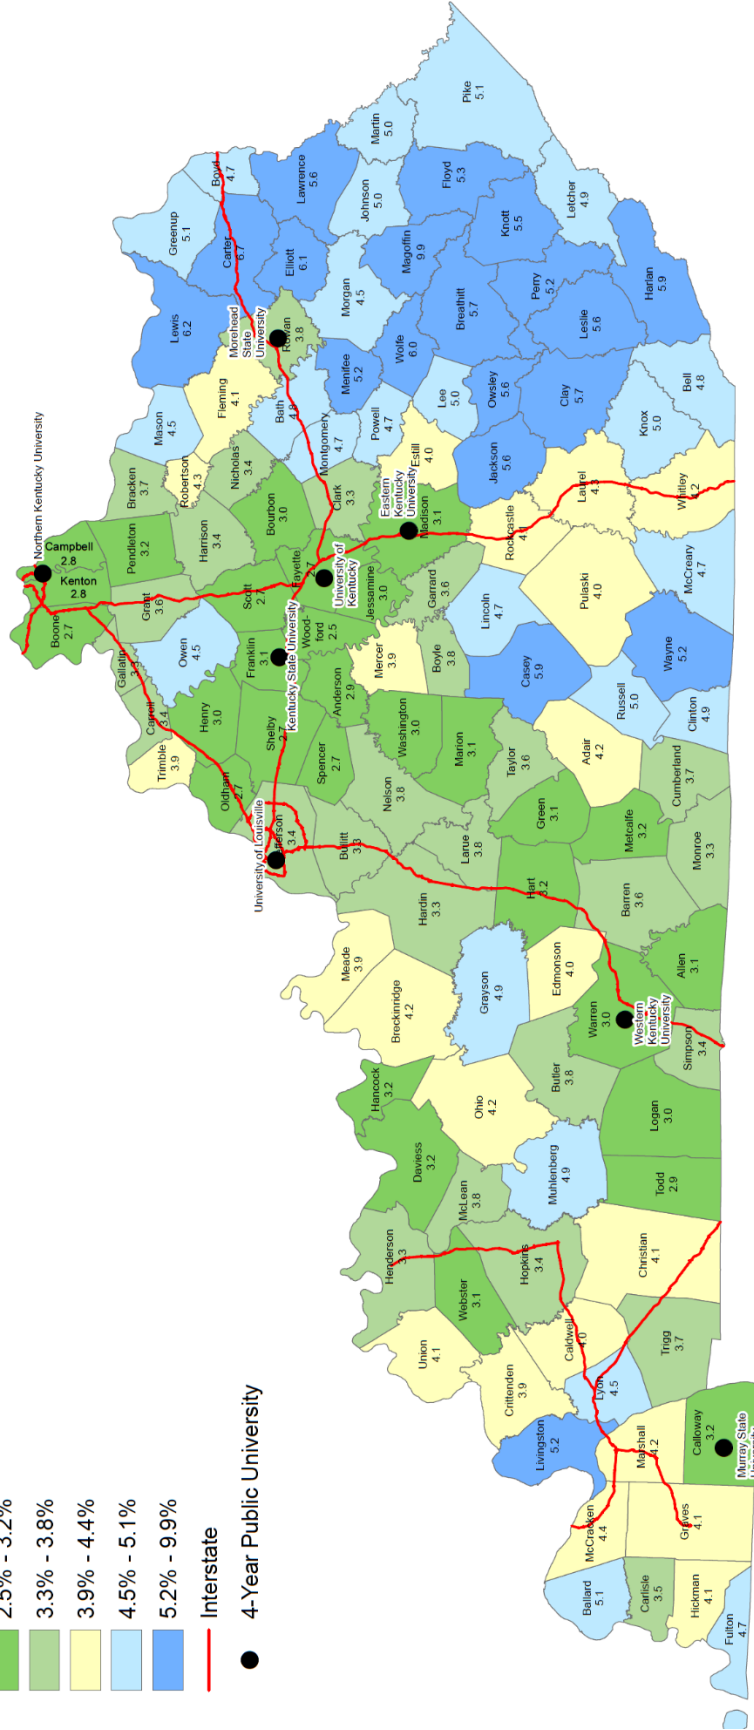 2.5% - 3.2%
3.3% - 3.8%
3.9% - 4.4%
4.5% - 5.1%
5.2% - 9.9%
Interstate
4-Year Public University
Northern Kentucky University
Boone
2.7
Kenton
2.8
Campbell
2.8
Gallatin
3.3
Carroll
3.4
Trimble
3.9
Grant
3.6
Pendleton
3.2
Bracken
3.7
Owen
4.5
Robertson
4.3
Mason
4.5
Lewis
6.2
Greenup
5.1
Boyd
4.7
Carter
6.7
Fleming
4.1
Harrison
3.4
Nicholas
3.4
Henry
3.0
Oldham
2.7
Scott
2.7
Franklin
3.1
Shelby
2.7
Bourbon
3.0
Bath
4.8
Rowan
3.8
Morehead
State
University
Elliott
6.1
Lawrence
5.6
University of Louisville
Jefferson
3.4
Kentucky State University
Wood-
ford
2.5
Fayette
2.7
University of
Kentucky
Clark
3.3
Montgomery
4.7
Menifee
5.2
Morgan
4.5
Johnson
5.0
Martin
5.0
Spencer
2.7
Anderson
2.9
Jessamine
3.0
Powell
4.7
Wolfe
6.0
Magoffin
9.9
Floyd
5.3
Pike
5.1
Meade
3.9
Bullitt
3.3
Nelson
3.8
Washington
3.0
Mercer
3.9
Garrard
3.6
Madison
3.1
Eastern
Kentucky
University
Estill
4.0
Lee
5.0
Breathitt
5.7
Knott
5.5
Hancock
3.2
Breckinridge
4.2
Hardin
3.3
Larue
3.8
Marion
3.1
Boyle
3.8
Lincoln
4.7
Rockcastle
4.1
Jackson
5.6
Owsley
5.6
Perry
5.2
Letcher
4.9
Henderson
3.3
Daviess
3.2
Union
4.1
Webster
3.1
McLean
3.8
Ohio
4.2
Grayson
4.9
Hart
3.2
Green
3.1
Taylor
3.6
Casey
5.9
Pulaski
4.0
Laurel
4.3
Clay
5.7
Leslie
5.6
Harlan
5.9
Crittenden
3.9
Hopkins
3.4
Muhlenberg
4.9
Butler
3.8
Edmonson
4.0
Adair
4.2
Russell
5.0
Knox
5.0
Bell
4.8
Livingston
5.2
Caldwell
4.0
Lyon
4.5
Warren
3.0
Western
Kentucky
University
Barren
3.6
Metcalfe
3.2
Cumberland
3.7
Clinton
4.9
Wayne
5.2
McCreary
4.7
Whitley
4.2
Ballard
5.1
McCracken
4.4
Marshall
4.2
Trigg
3.7
Christian
4.1
Todd
2.9
Logan
3.0
Simpson
3.4
Allen
3.1
Monroe
3.3
Carlisle
3.5
Hickman
4.1
Fulton
4.7
Graves
4.1
Calloway
3.2
Murray State